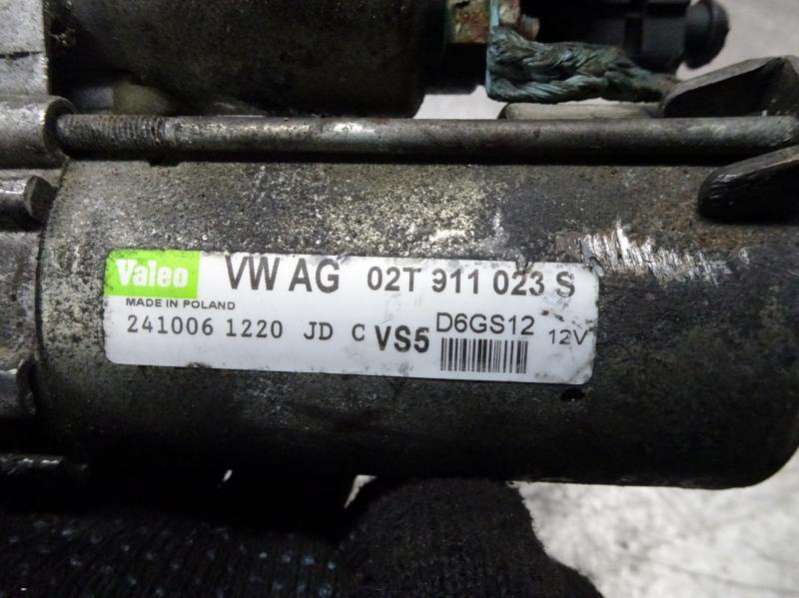 Valeo VW AG 02T 911 023 S
MADE IN POLAND
241006 1220 JD C VS5 D6GS12 12V